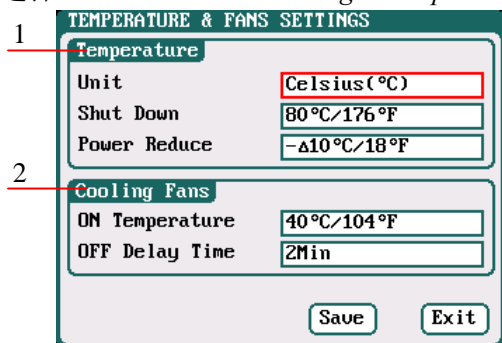 TEMPERATURE & FANS SETTINGS
1
Temperature
Unit Celsius(°C)
Shut Down 80°C/176°F
Power Reduce -Δ10°C/18°F
2
Cooling Fans
ON Temperature 40°C/104°F
OFF Delay Time 2Min
Save Exit